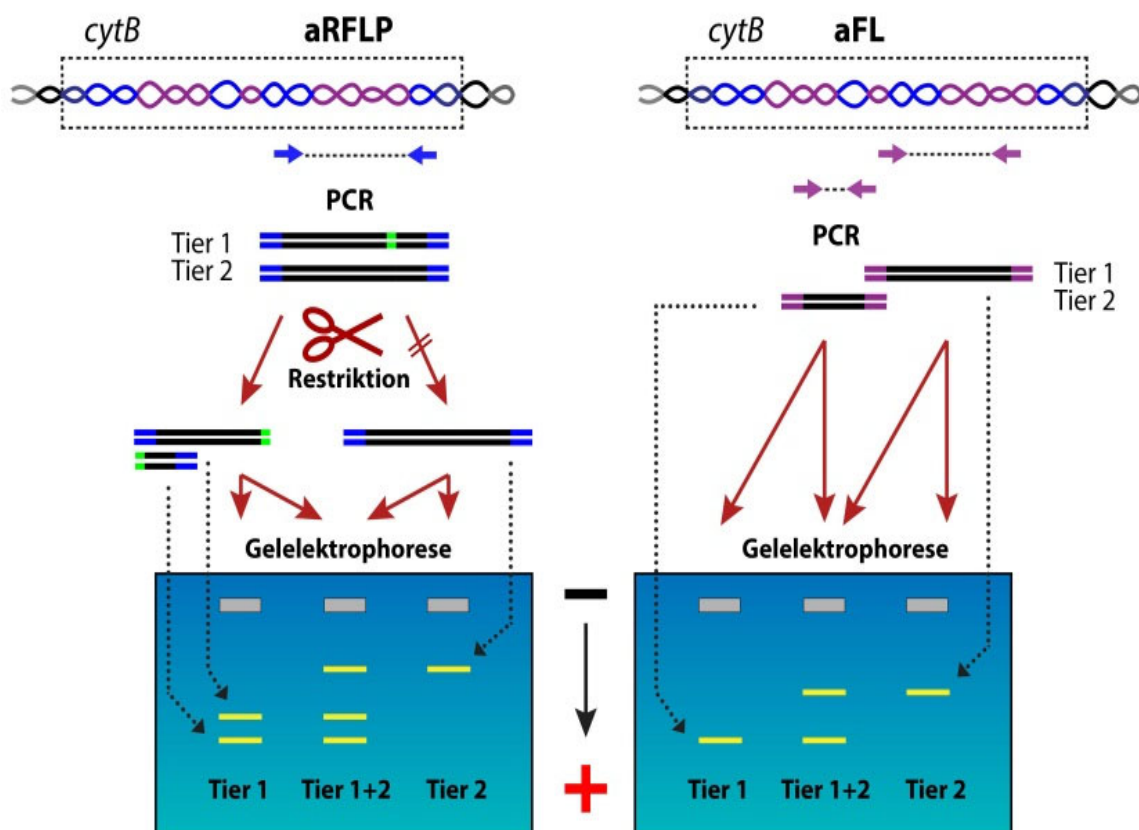 cytB aRFLP
PCR
Tier 1
Tier 2
Restriktion
Gelelektrophorese
Tier 1 Tier 1+2 Tier 2
cytB aFL
PCR
Tier 1
Tier 2
Gelelektrophorese
Tier 1 Tier 1+2 Tier 2